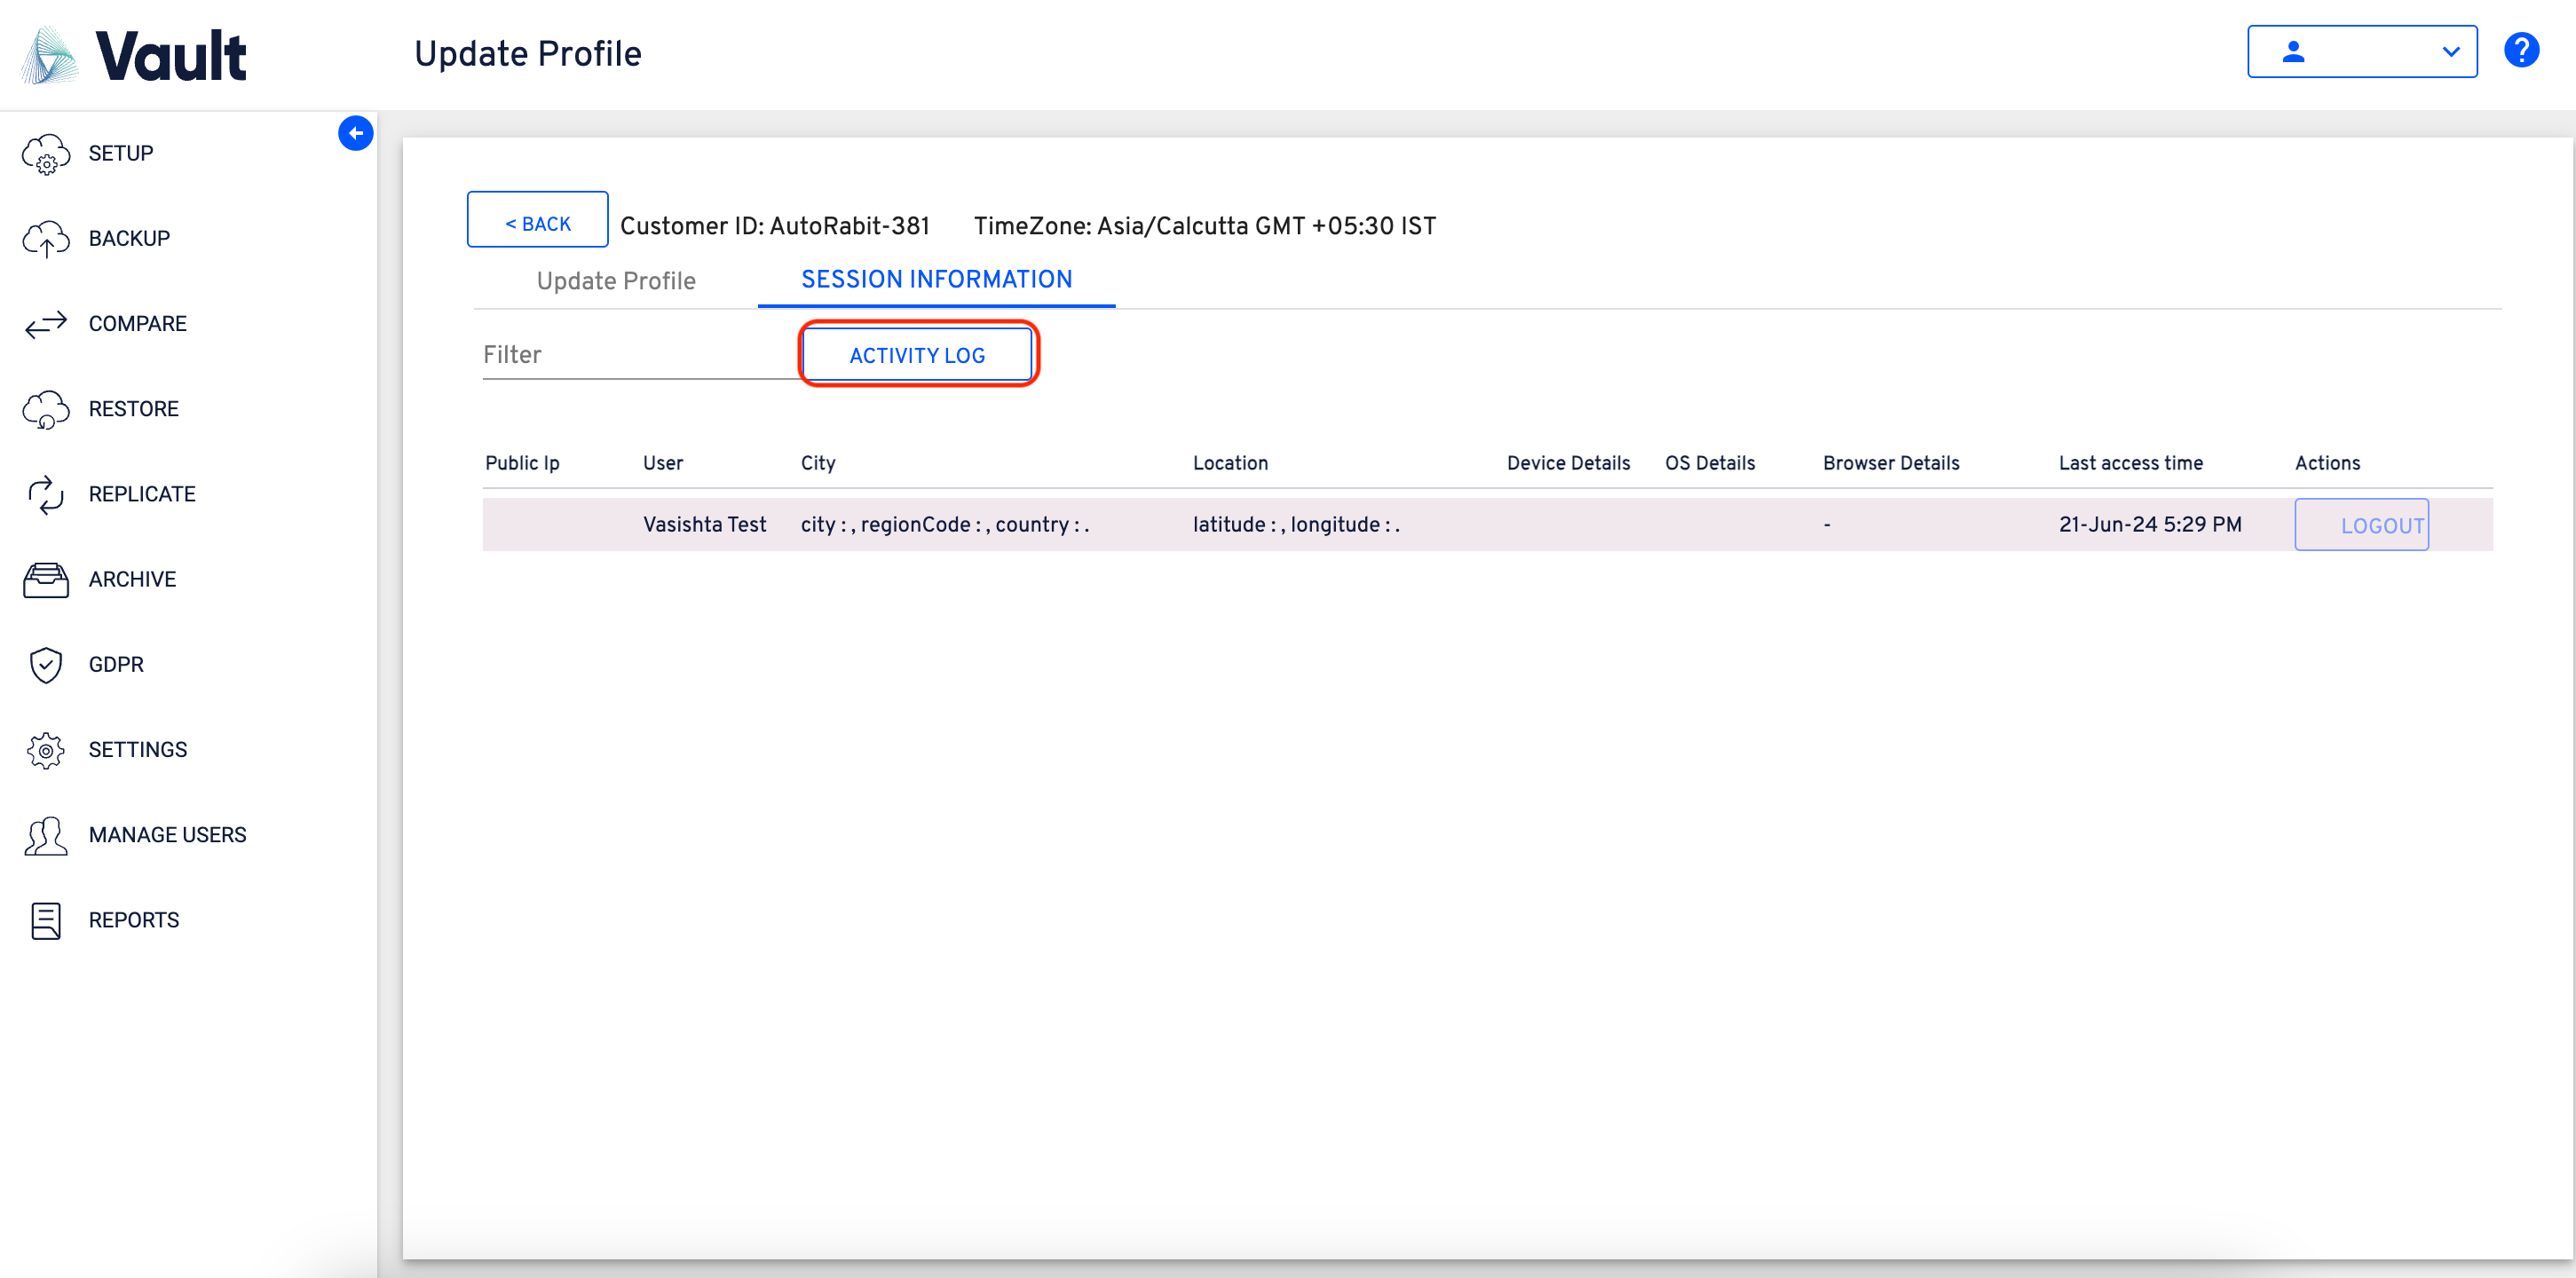 Vault
Update Profile
?
SETUP
BACKUP
COMPARE
RESTORE
REPLICATE
ARCHIVE
GDPR
SETTINGS
MANAGE USERS
REPORTS
< BACK
Customer ID: AutoRabit-381 TimeZone: Asia/Calcutta GMT +05:30 IST
Update Profile SESSION INFORMATION
Filter ACTIVITY LOG
Public Ip User City Location Device Details OS Details Browser Details Last access time Actions
Vasishta Test city : , regionCode : , country : . latitude : , longitude : . - 21-Jun-24 5:29 PM LOGOUT